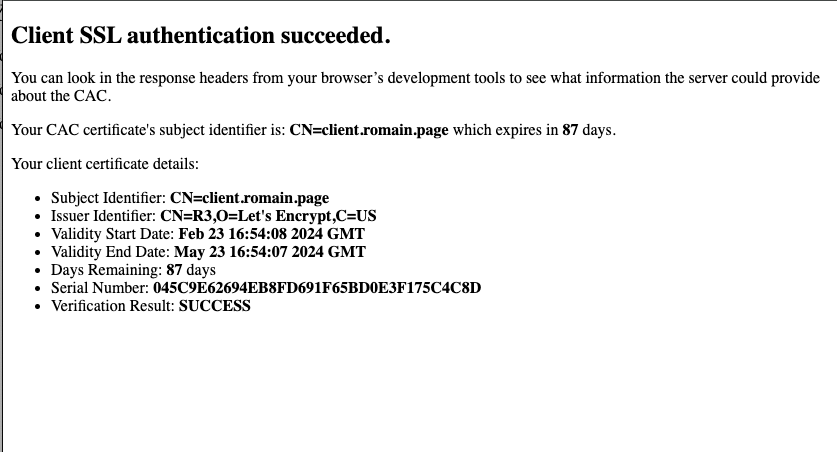 Client SSL authentication succeeded.
You can look in the response headers from your browser’s development tools to see what information the server could provide
about the CAC.
Your CAC certificate's subject identifier is: CN=client.romain.page which expires in 87 days.
Your client certificate details:
• Subject Identifier: CN=client.romain.page
• Issuer Identifier: CN=R3,O=Let's Encrypt,C=US
• Validity Start Date: Feb 23 16:54:08 2024 GMT
• Validity End Date: May 23 16:54:07 2024 GMT
• Days Remaining: 87 days
• Serial Number: 045C9E62694EB8FD691F65BD0E3F175C4C8D
• Verification Result: SUCCESS